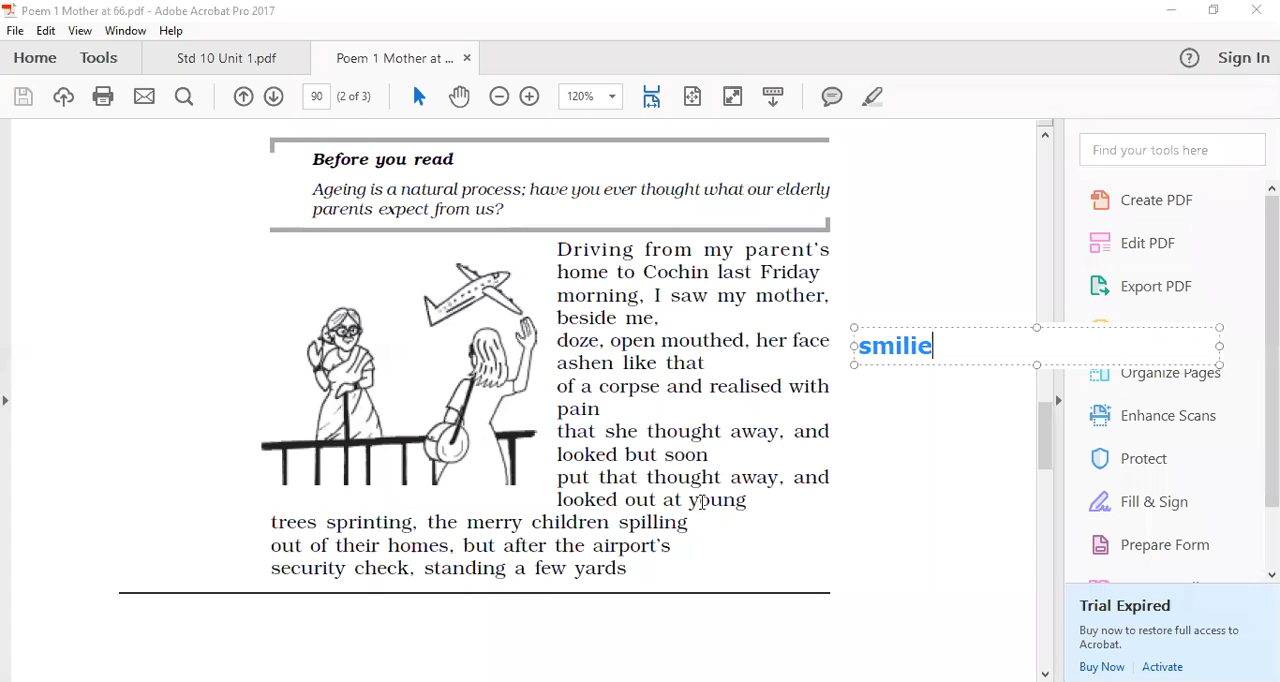 Poem 1 Mother at 66.pdf - Adobe Acrobat Pro 2017
File Edit View Window Help
Home Tools Std 10 Unit 1.pdf Poem 1 Mother at ... × ? Sign In
90 (2 of 3) 120%
Before you read
Ageing is a natural process; have you ever thought what our elderly
parents expect from us?
Driving from my parent's
home to Cochin last Friday
morning, I saw my mother,
beside me,
doze, open mouthed, her face
ashen like that
of a corpse and realised with
pain
that she thought away, and
looked but soon
put that thought away, and
looked out at young
trees sprinting, the merry children spilling
out of their homes, but after the airport's
security check, standing a few yards
smilie
Find your tools here
Create PDF
Edit PDF
Export PDF
Organize Pages
Enhance Scans
Protect
Fill & Sign
Prepare Form
Trial Expired
Buy now to restore full access to
Acrobat.
Buy Now Activate